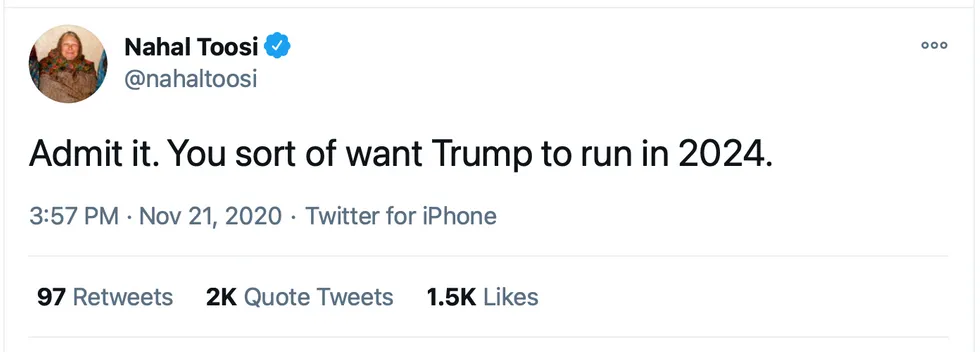 Nahal Toosi
@nahaltoosi
Admit it. You sort of want Trump to run in 2024.
3:57 PM · Nov 21, 2020 · Twitter for iPhone
97 Retweets 2K Quote Tweets 1.5K Likes